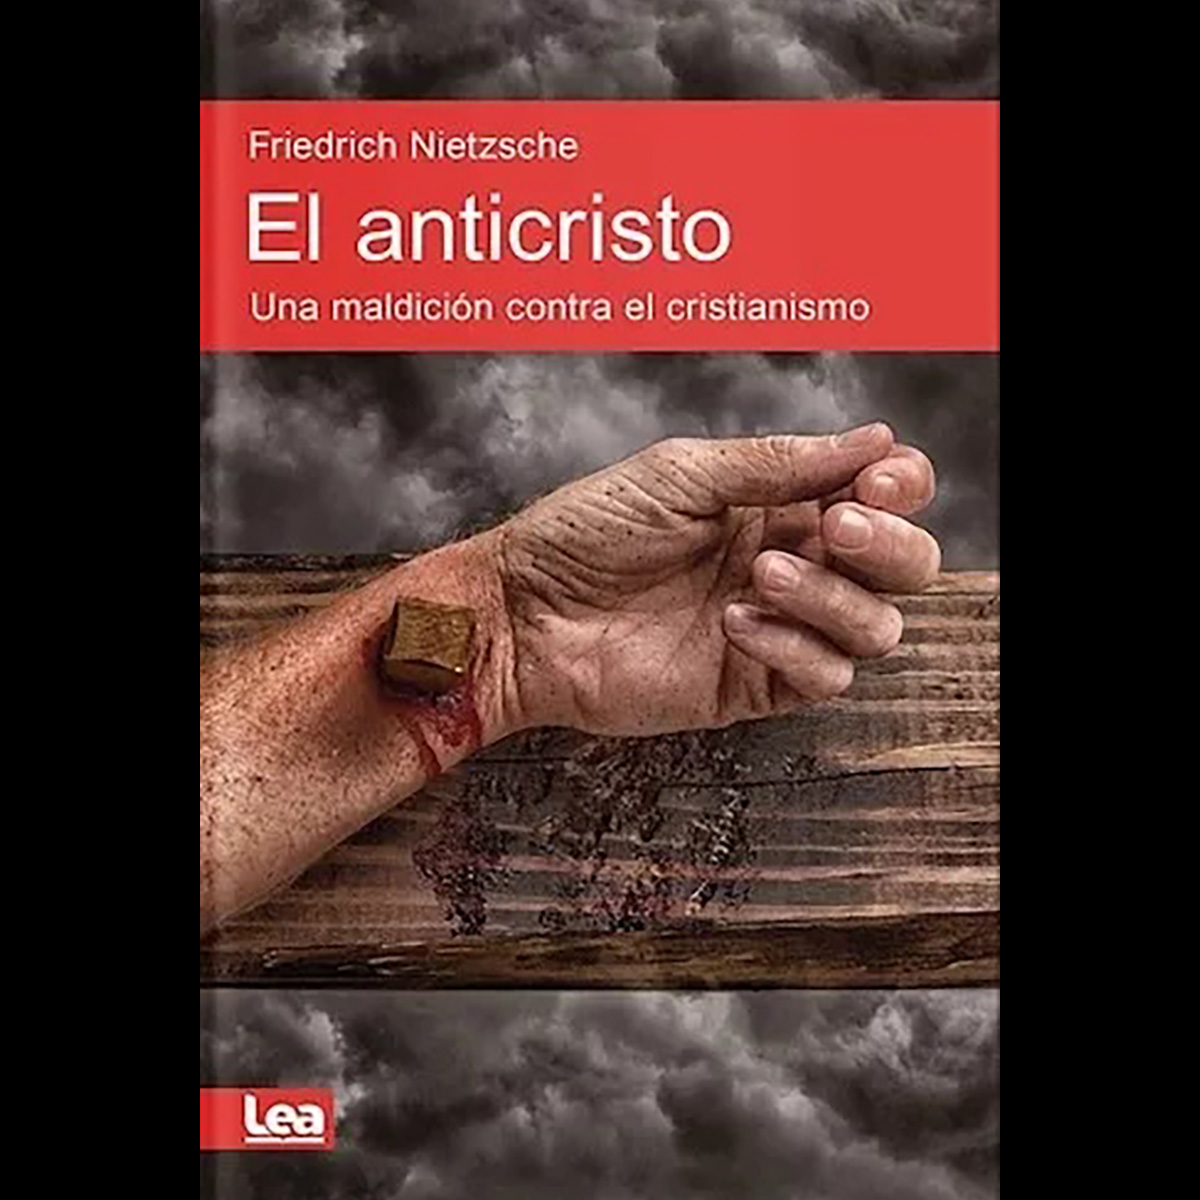 Friedrich Nietzsche
El anticristo
Una maldición contra el cristianismo
Lea